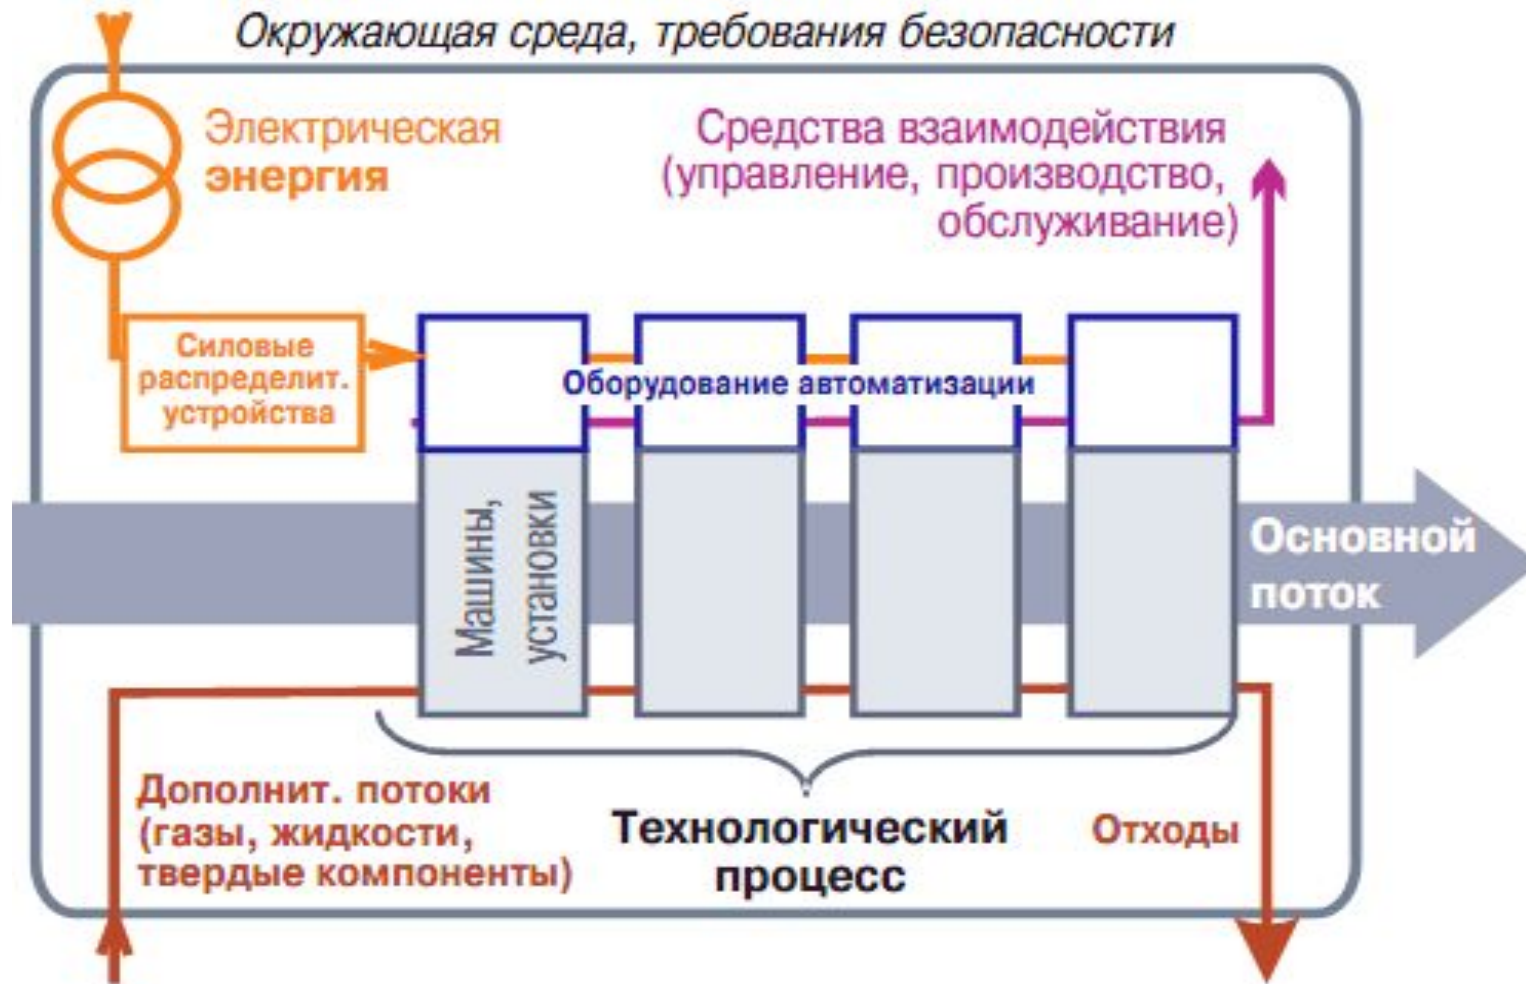 Окружающая среда, требования безопасности
Электрическая
энергия
Средства взаимодействия
(управление, производство,
обслуживание)
Силовые
распределит.
устройства
Оборудование автоматизации
Машины,
установки
Основной
поток
Дополнит. потоки
(газы, жидкости,
твердые компоненты)
Технологический
процесс
Отходы